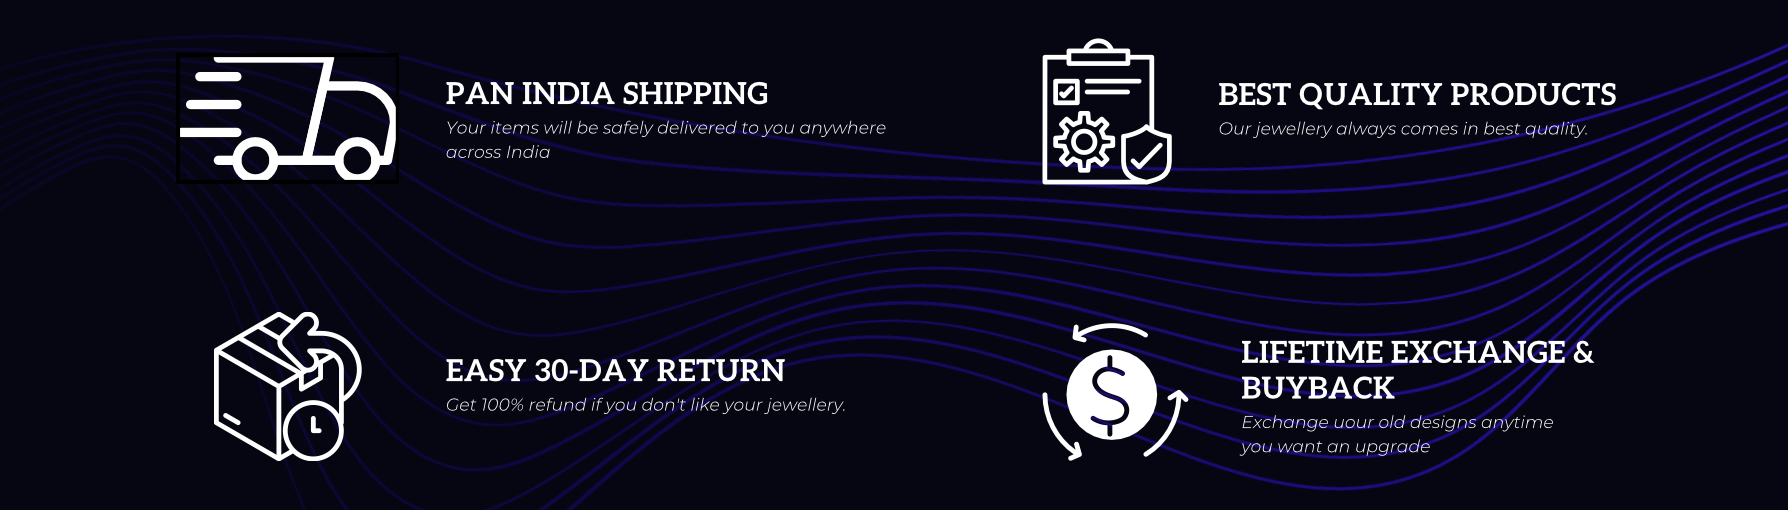 PAN INDIA SHIPPING
Your items will be safely delivered to you anywhere
across India
BEST QUALITY PRODUCTS
Our jewellery always comes in best quality.
EASY 30-DAY RETURN
Get 100% refund if you don't like your jewellery.
LIFETIME EXCHANGE &
BUYBACK
Exchange uour old designs anytime
you want an upgrade